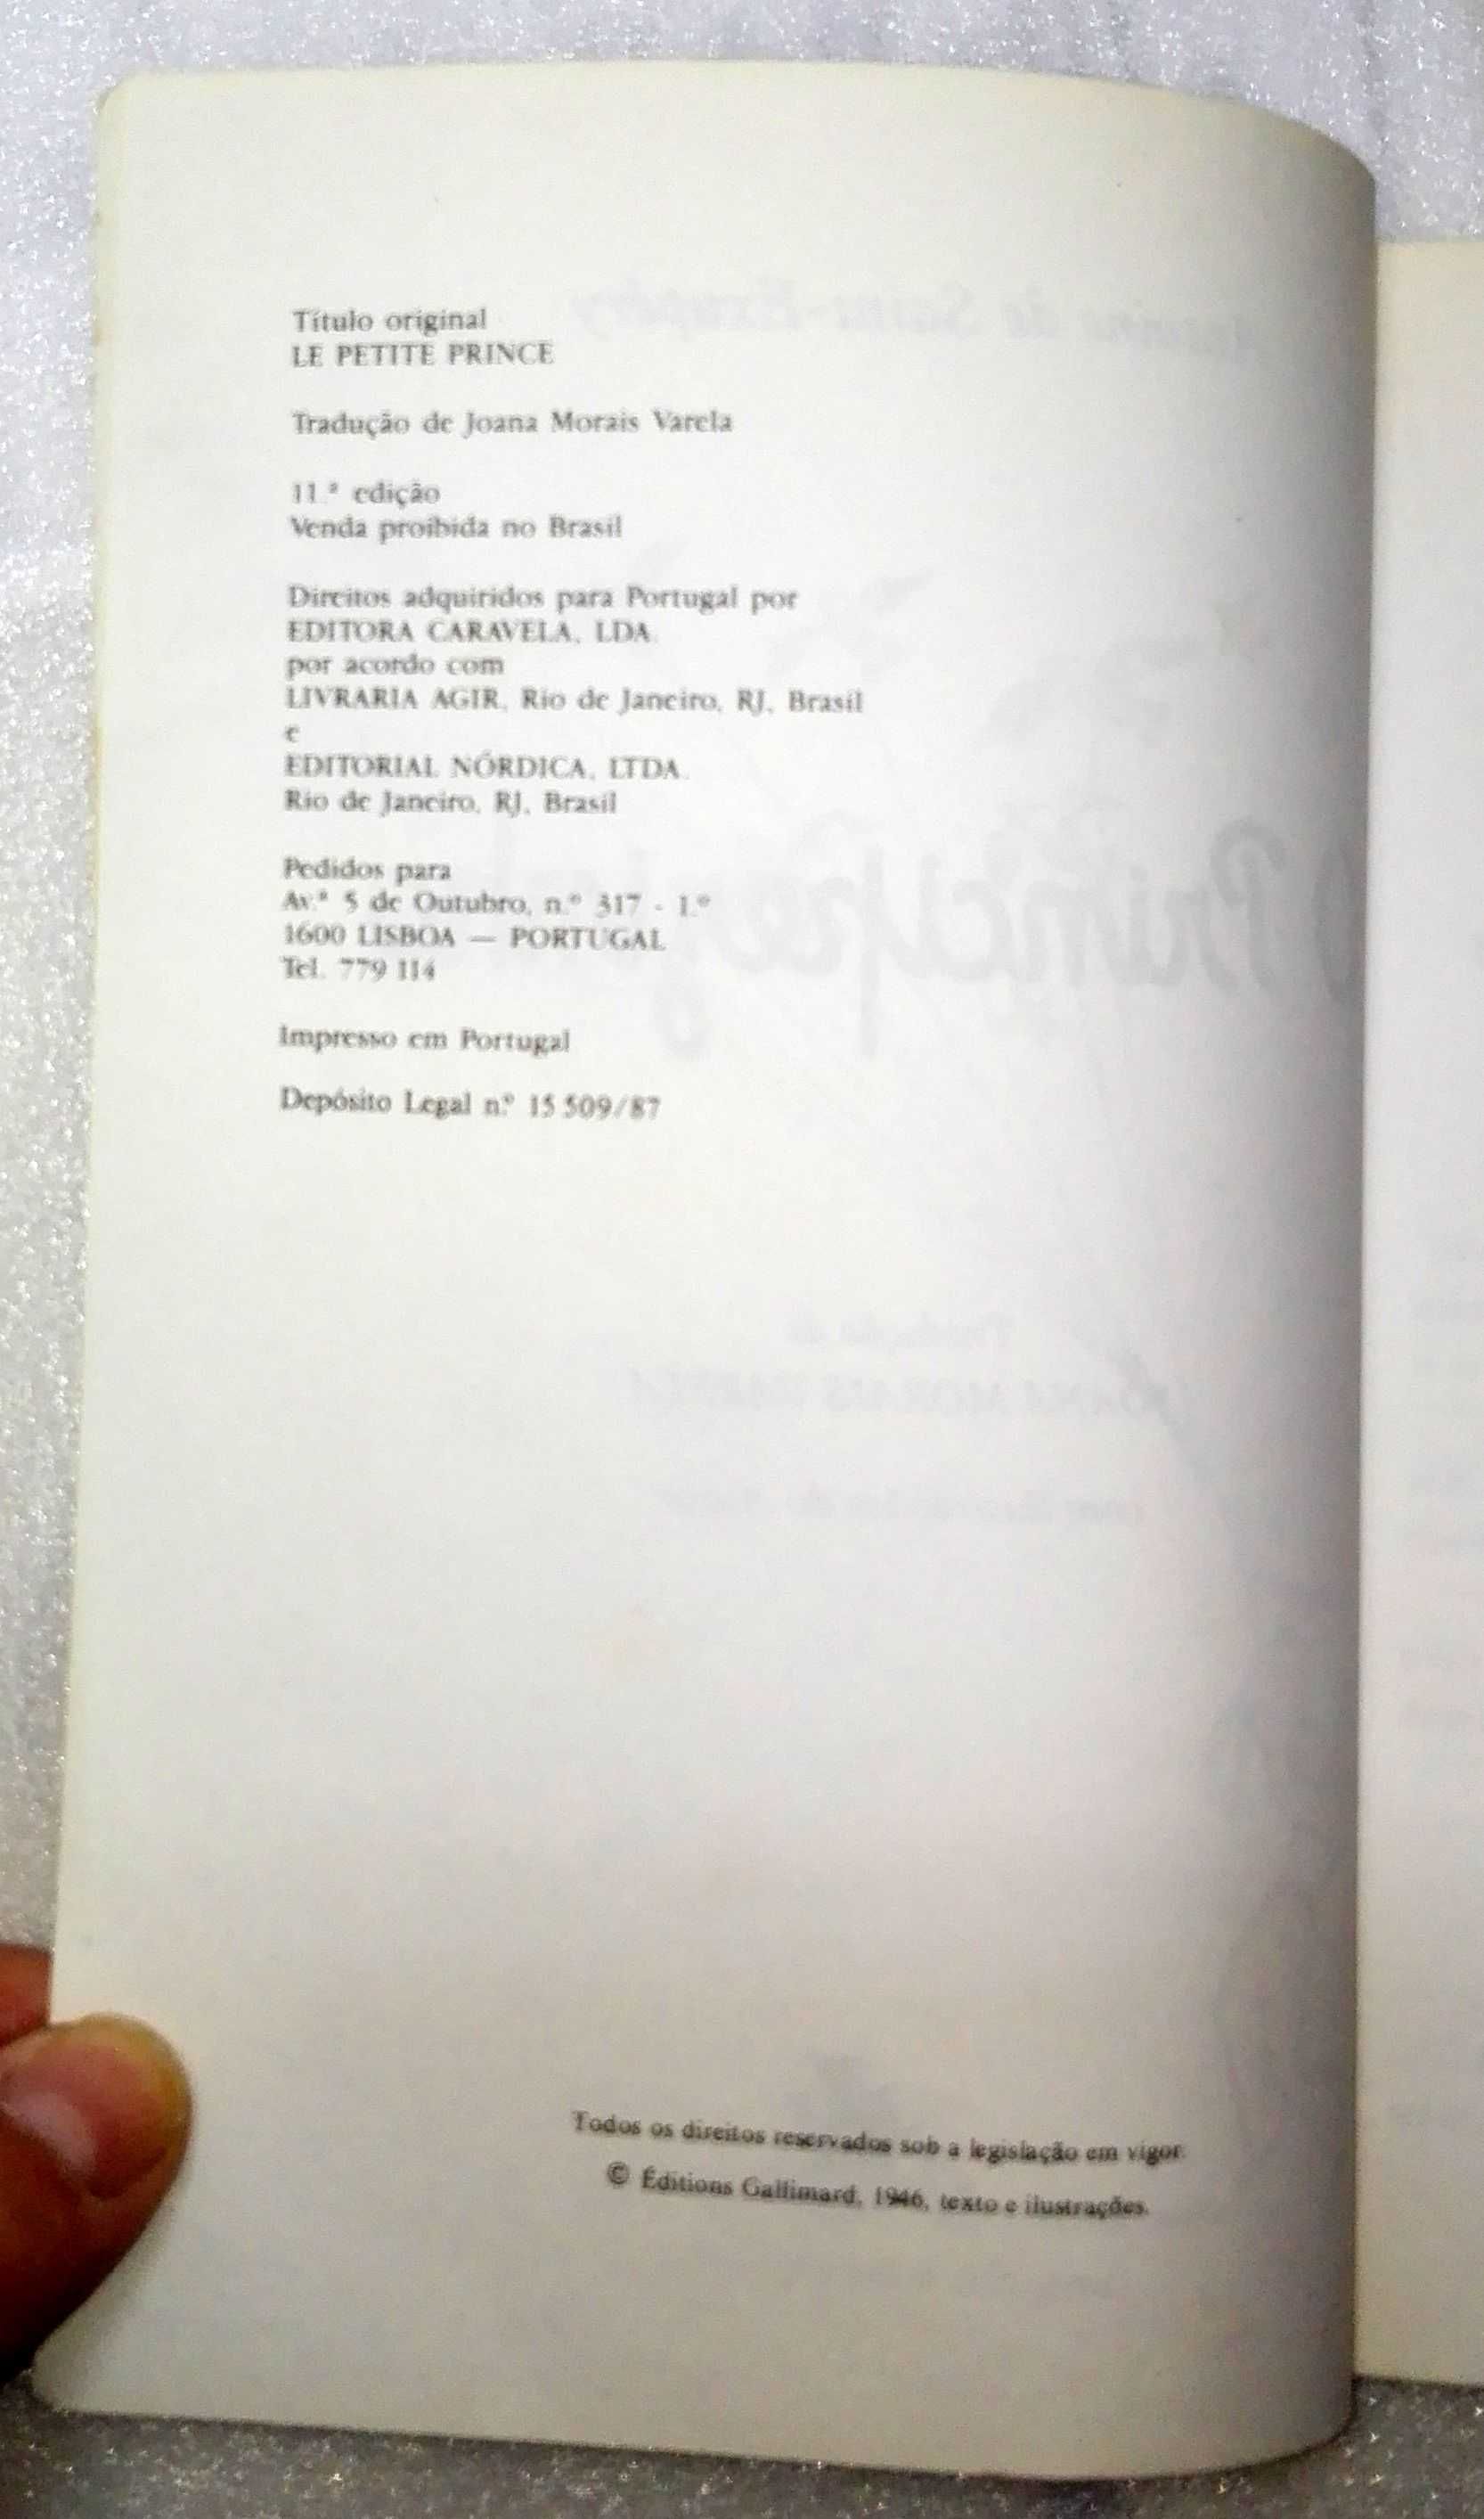 Título original
LE PETITE PRINCE
Tradução de Joana Morais Varela
11.ª edição
Venda proibida no Brasil
Direitos adquiridos para Portugal por
EDITORA CARAVELA, LDA.
por acordo com
LIVRARIA AGIR, Rio de Janeiro, RJ, Brasil
e
EDITORIAL NÓRDICA, LTDA.
Rio de Janeiro, RJ, Brasil
Pedidos para
Av.ª 5 de Outubro, n.º 317 - 1.º
1600 LISBOA — PORTUGAL
Tel. 779 114
Impresso em Portugal
Depósito Legal n.º 15 509/87
Todos os direitos reservados sob a legislação em vigor.
© Éditions Gallimard, 1946, texto e ilustrações.